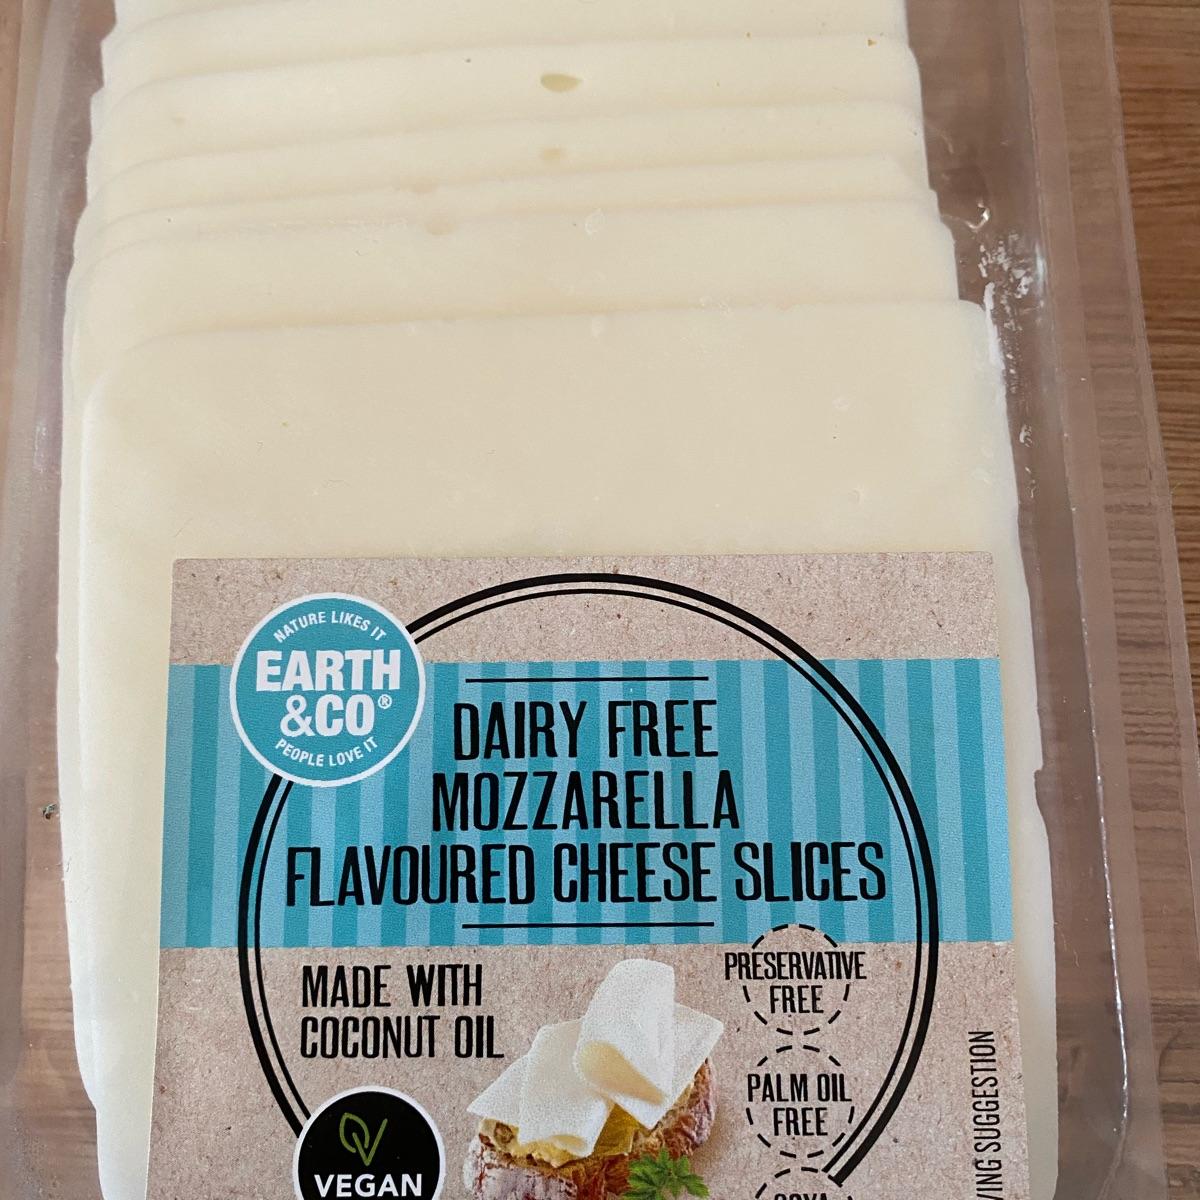 NATURE LIKES IT
EARTH
&CO®
PEOPLE LOVE IT
DAIRY FREE
MOZZARELLA
FLAVOURED CHEESE SLICES
MADE WITH
COCONUT OIL
PRESERVATIVE
FREE
PALM OIL
FREE
SUGGESTION
VEGAN